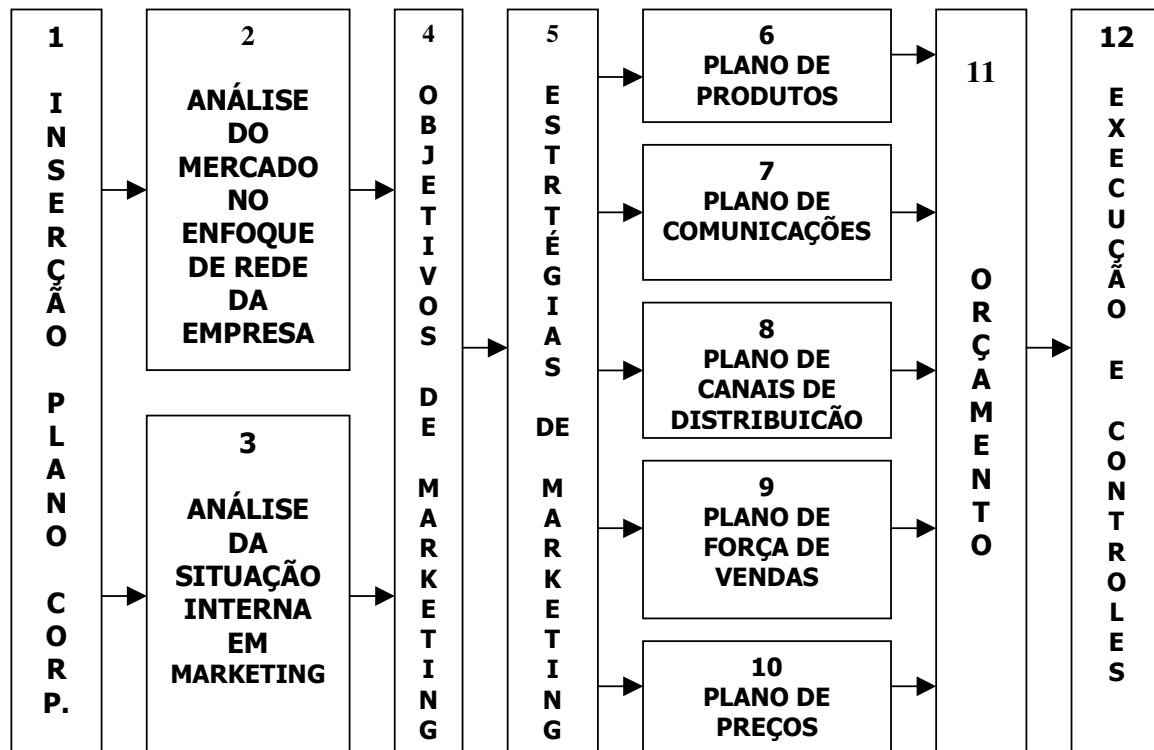 1
INSERÇÃO PLANO CORP.
2
ANÁLISE
DO
MERCADO
NO
ENFOQUE
DE REDE
DA
EMPRESA
3
ANÁLISE
DA
SITUAÇÃO
INTERNA
EM
MARKETING
4
OBJETIVOS DE MARKETING
5
ESTRTÉGIAS DE MARKETING
6
PLANO DE
PRODUTOS
7
PLANO DE
COMUNICAÇÕES
8
PLANO DE
CANAIS DE
DISTRIBUICÃO
9
PLANO DE
FORÇA DE
VENDAS
10
PLANO DE
PREÇOS
11
ORÇAMENTO
12
EXECUÇÃO E CONTROLES